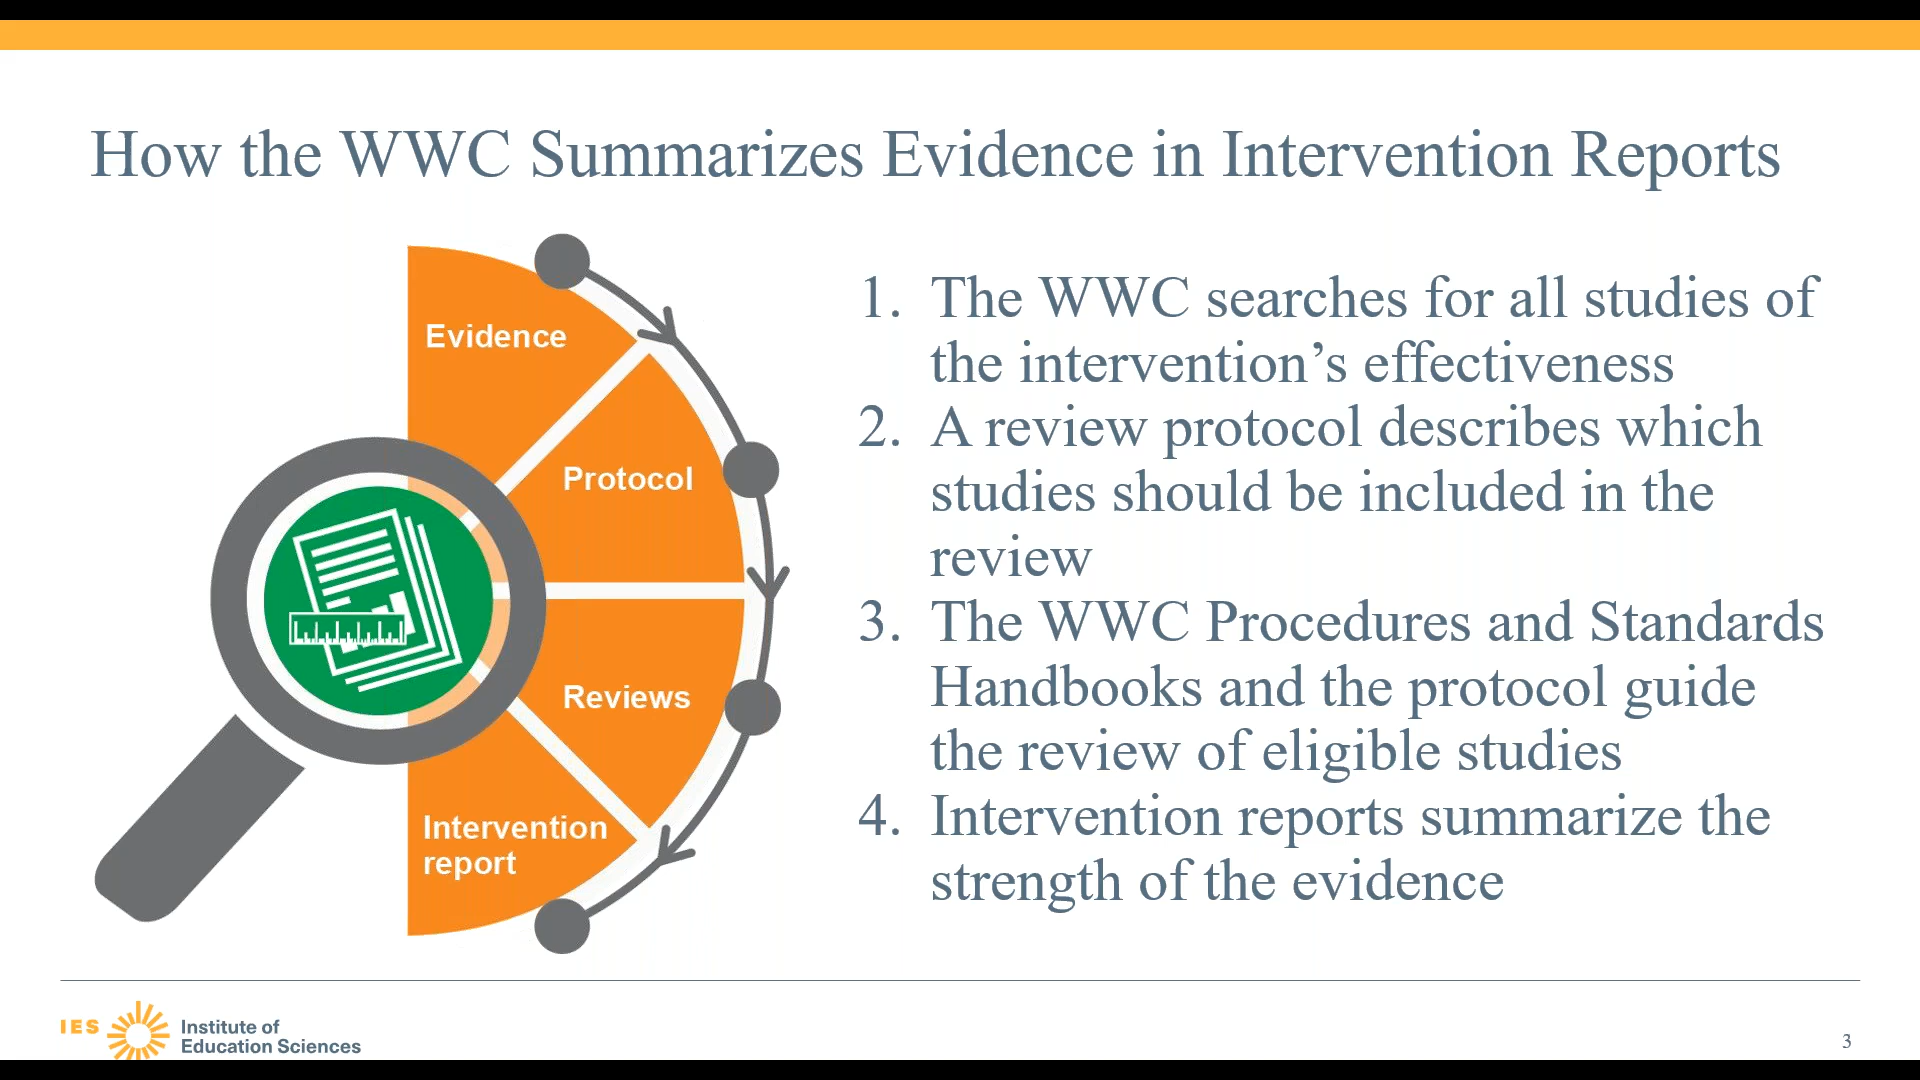 How the WWC Summarizes Evidence in Intervention Reports
Evidence
Protocol
Reviews
Intervention
report
1. The WWC searches for all studies of
the intervention’s effectiveness
2. A review protocol describes which
studies should be included in the
review
3. The WWC Procedures and Standards
Handbooks and the protocol guide
the review of eligible studies
4. Intervention reports summarize the
strength of the evidence
IES
Institute of
Education Sciences
3